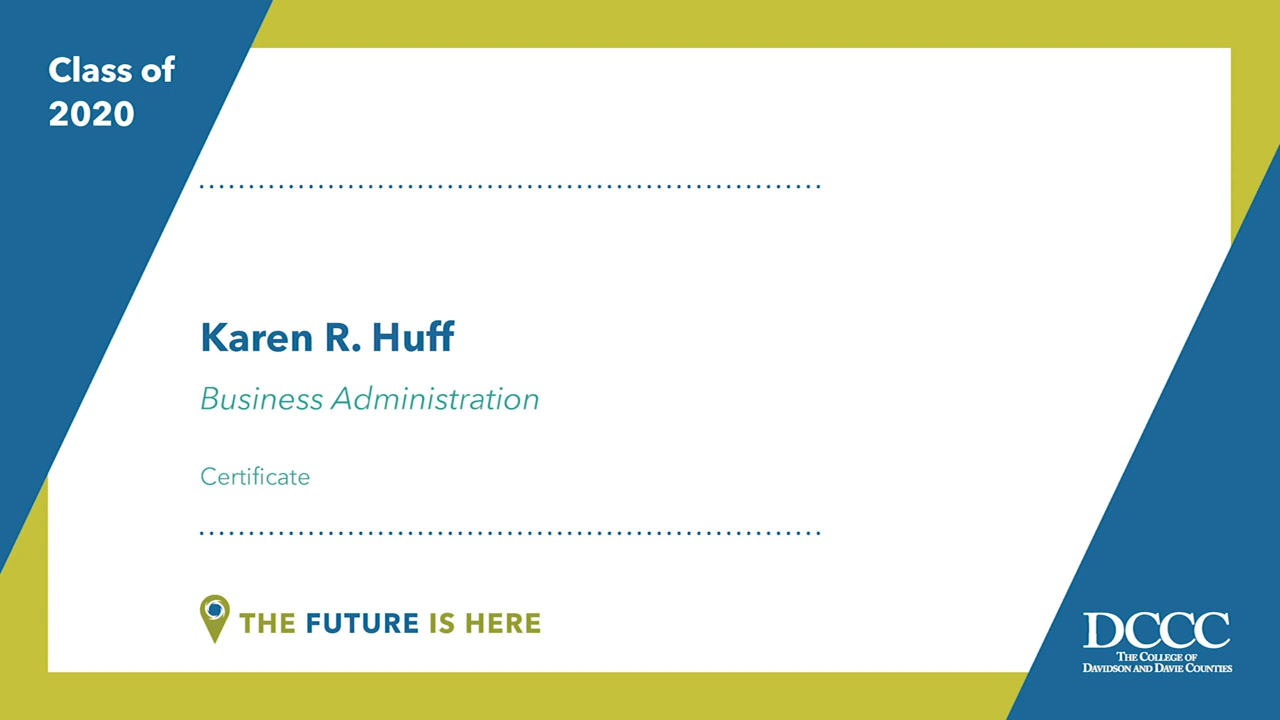 Class of
2020
Karen R. Huff
Business Administration
Certificate
THE FUTURE IS HERE
DCCC
THE COLLEGE OF
DAVIDSON AND DAVIE COUNTIES